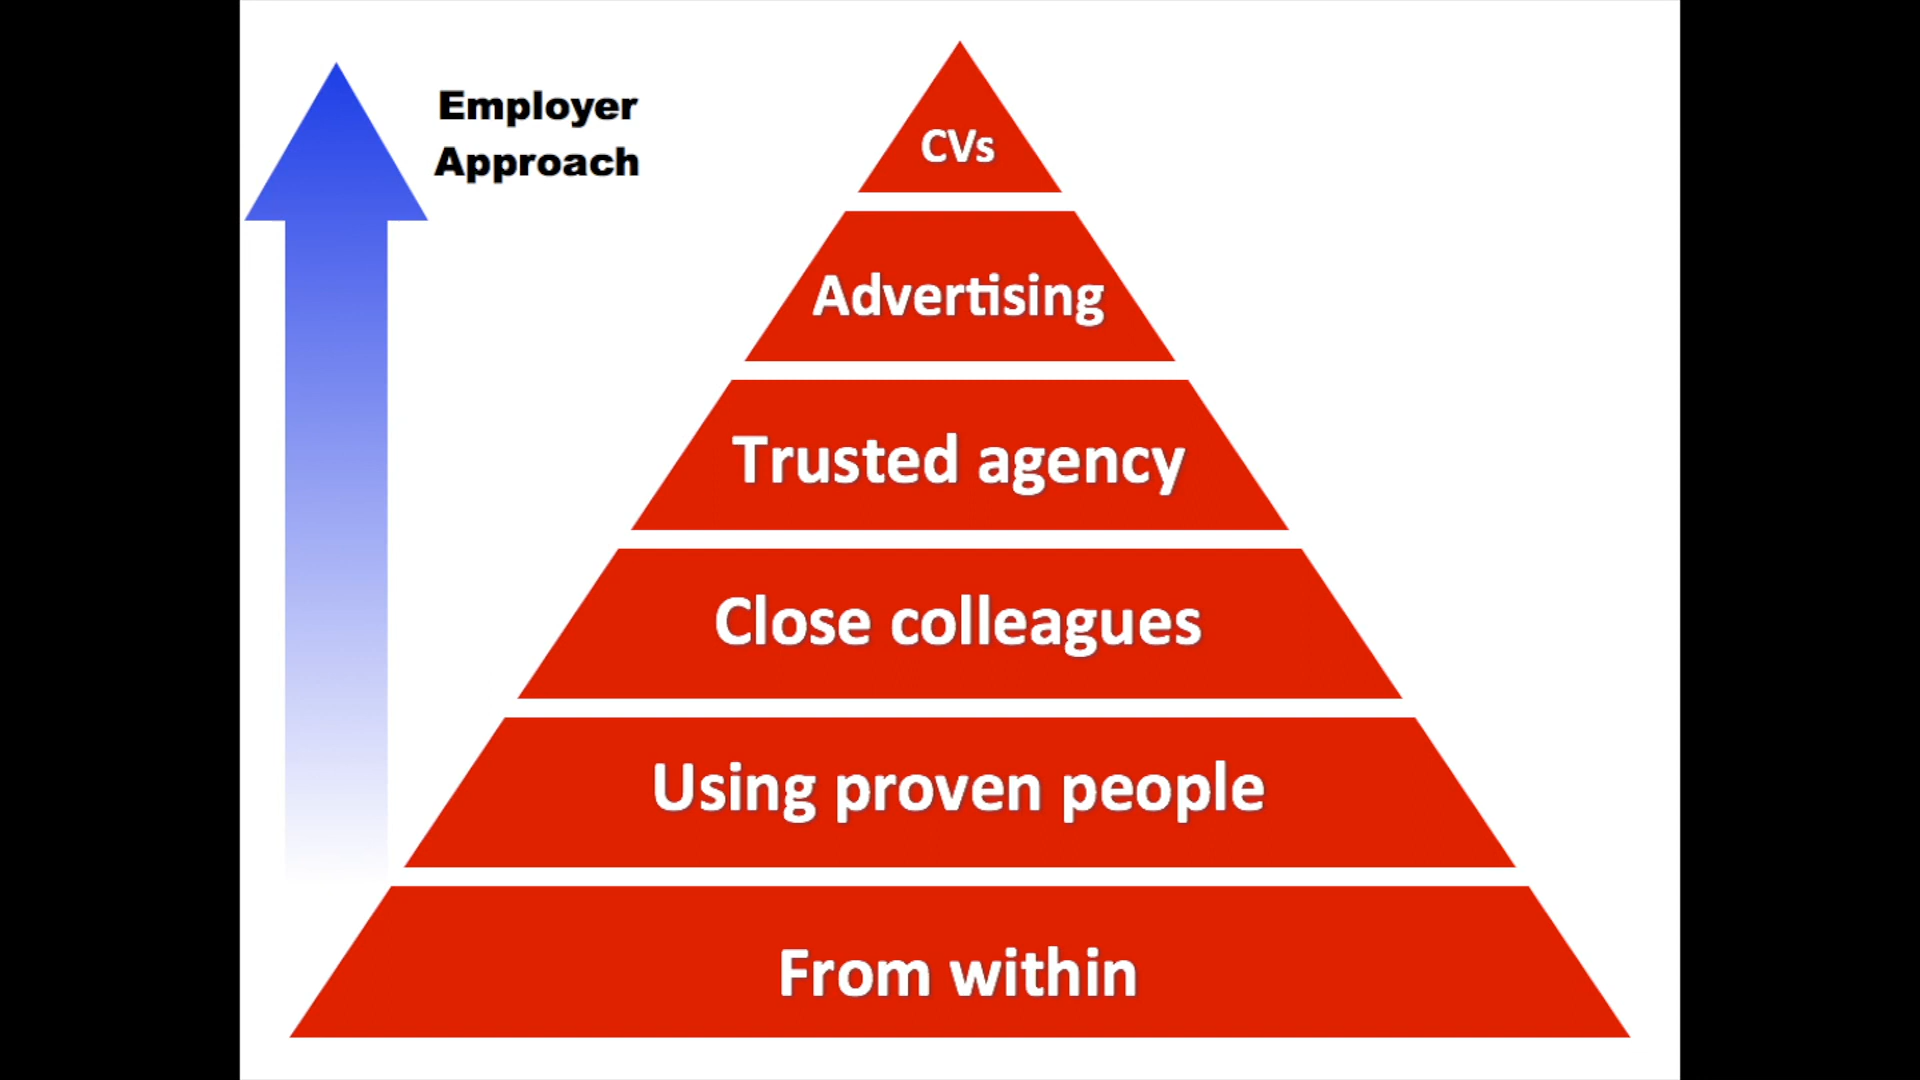 Employer
Approach
CVs
Advertising
Trusted agency
Close colleagues
Using proven people
From within